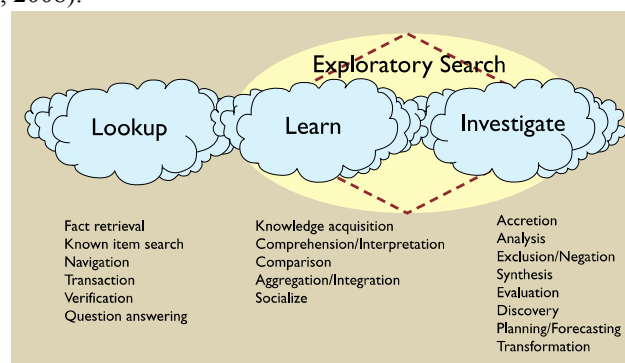 , 2008).
Exploratory Search
Lookup
Learn
Investigate
Fact retrieval
Known item search
Navigation
Transaction
Verification
Question answering
Knowledge acquisition
Comprehension/Interpretation
Comparison
Aggregation/Integration
Socialize
Accretion
Analysis
Exclusion/Negation
Synthesis
Evaluation
Discovery
Planning/Forecasting
Transformation